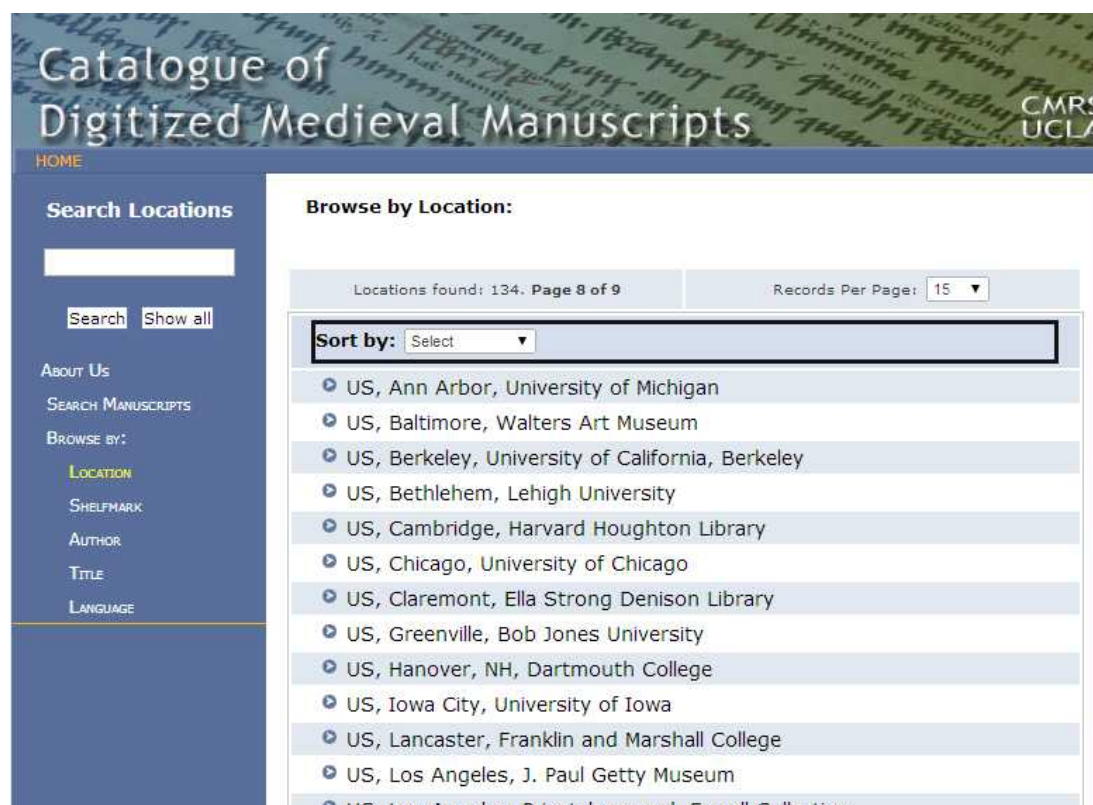 Catalogue of
Digitized Medieval Manuscripts
CMRS
UCLA
HOME
Search Locations
Search Show all
About Us
Search Manuscripts
Browse by:
Location
Shelfmark
Author
Title
Language
Browse by Location:
Locations found: 134. Page 8 of 9
Records Per Page: 15
Sort by: Select
US, Ann Arbor, University of Michigan
US, Baltimore, Walters Art Museum
US, Berkeley, University of California, Berkeley
US, Bethlehem, Lehigh University
US, Cambridge, Harvard Houghton Library
US, Chicago, University of Chicago
US, Claremont, Ella Strong Denison Library
US, Greenville, Bob Jones University
US, Hanover, NH, Dartmouth College
US, Iowa City, University of Iowa
US, Lancaster, Franklin and Marshall College
US, Los Angeles, J. Paul Getty Museum